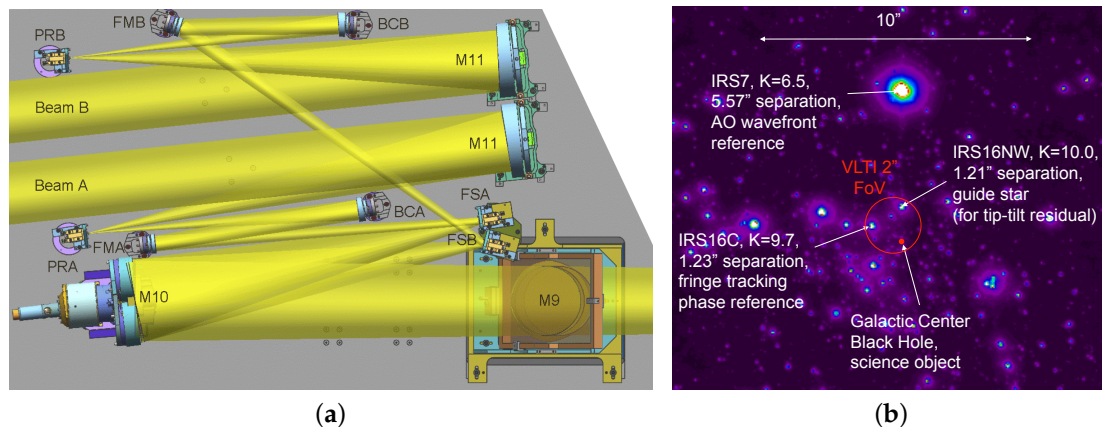 FMB
BCB
PRB
M11
Beam B
M11
Beam A
BCA
FSA
FMA
FSB
PRA
M10
M9
(a)
10”
IRS7, K=6.5,
5.57” separation,
AO wavefront
reference
VLTI 2”
FoV
IRS16NW, K=10.0,
1.21” separation,
guide star
(for tip-tilt residual)
IRS16C, K=9.7,
1.23” separation,
fringe tracking
phase reference
Galactic Center
Black Hole,
science object
(b)